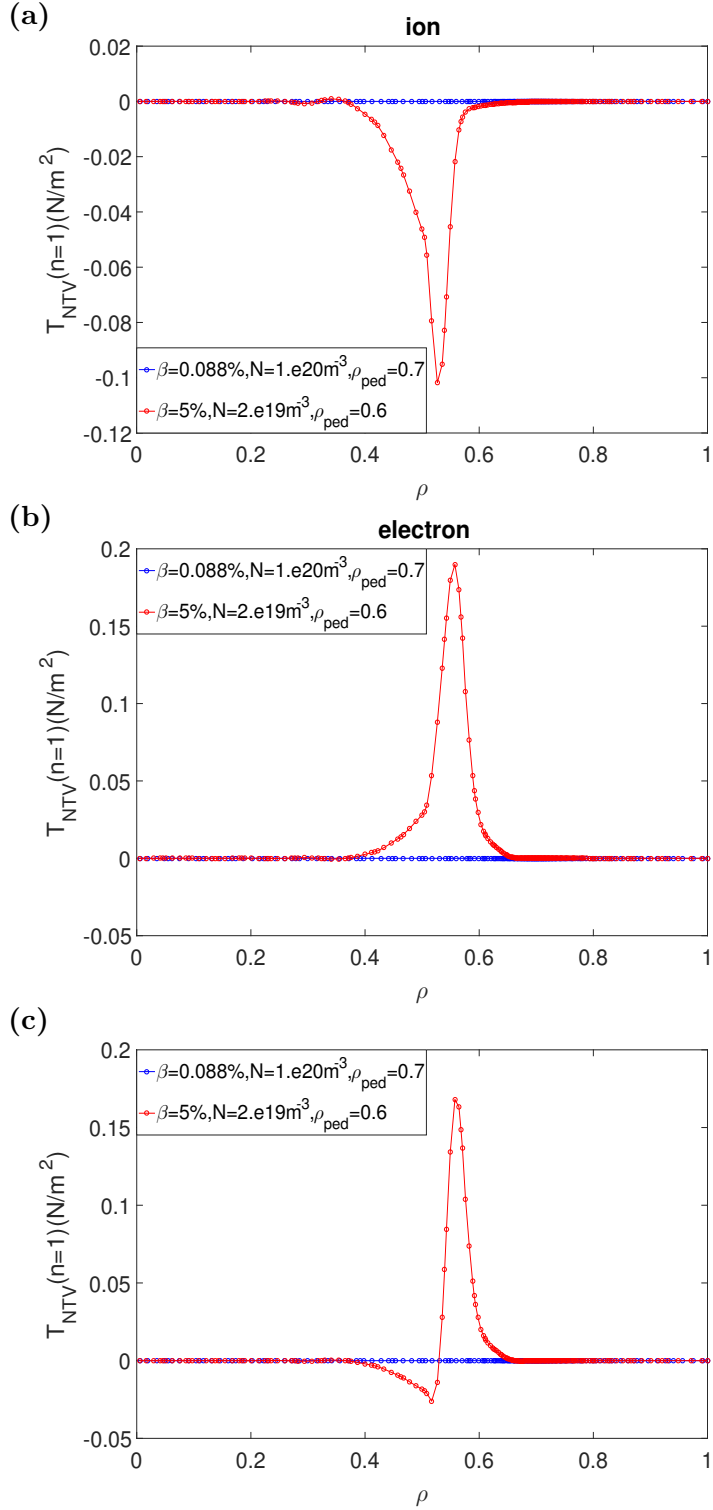 (a)
ion
0.02
0
-0.02
-0.04
-0.06
-0.08
-0.1
-0.12
T_NTV(n=1)(N/m^2)
β=0.088%,N=1.e20m^-3,ρ_ped=0.7
β=5%,N=2.e19m^-3,ρ_ped=0.6
0 0.2 0.4 0.6 0.8 1
ρ
(b)
electron
0.2
0.15
0.1
0.05
0
-0.05
T_NTV(n=1)(N/m^2)
β=0.088%,N=1.e20m^-3,ρ_ped=0.7
β=5%,N=2.e19m^-3,ρ_ped=0.6
0 0.2 0.4 0.6 0.8 1
ρ
(c)
0.2
0.15
0.1
0.05
0
-0.05
T_NTV(n=1)(N/m^2)
β=0.088%,N=1.e20m^-3,ρ_ped=0.7
β=5%,N=2.e19m^-3,ρ_ped=0.6
0 0.2 0.4 0.6 0.8 1
ρ